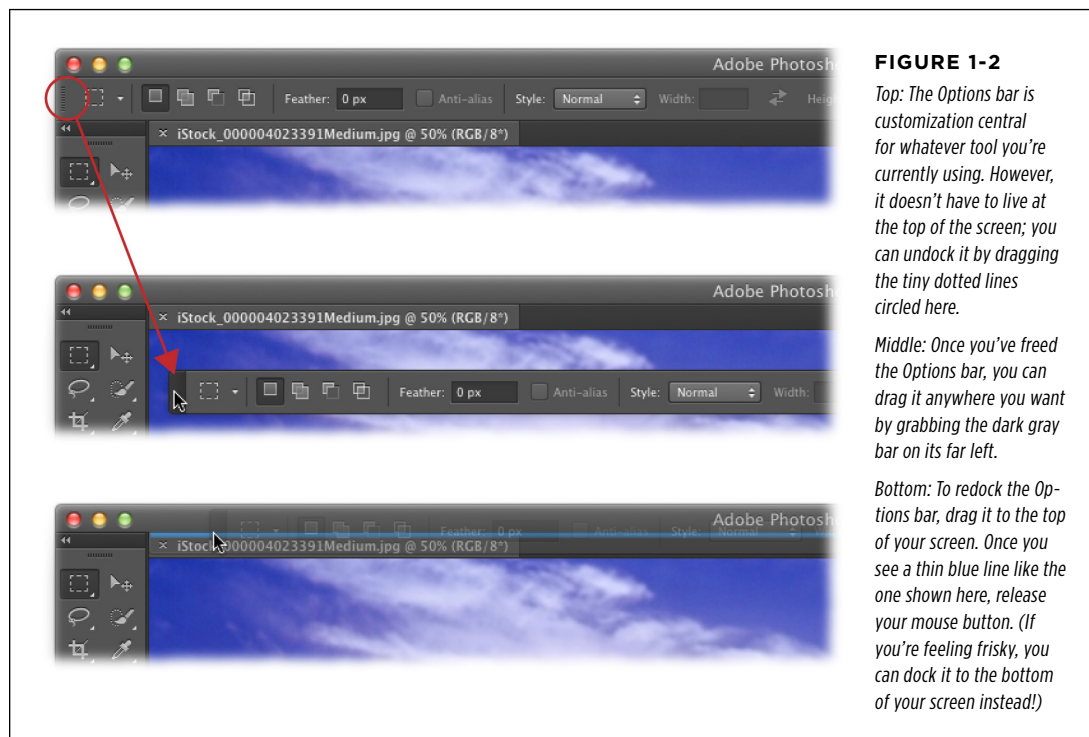 Adobe Photosh
Feather: 0 px Anti-alias Style: Normal Width: Heigh
× iStock_000004023391Medium.jpg @ 50% (RGB/8*)
Adobe Photosh
× iStock_000004023391Medium.jpg @ 50% (RGB/8*)
Feather: 0 px Anti-alias Style: Normal Width:
Adobe Photosh
Feather: 0 px Anti-alias Style: Normal
× iStock_000004023391Medium.jpg @ 50% (RGB/8*)
FIGURE 1-2
Top: The Options bar is
customization central
for whatever tool you're
currently using. However,
it doesn't have to live at
the top of the screen; you
can undock it by dragging
the tiny dotted lines
circled here.
Middle: Once you've freed
the Options bar, you can
drag it anywhere you want
by grabbing the dark gray
bar on its far left.
Bottom: To redock the Op-
tions bar, drag it to the top
of your screen. Once you
see a thin blue line like the
one shown here, release
your mouse button. (If
you're feeling frisky, you
can dock it to the bottom
of your screen instead!)